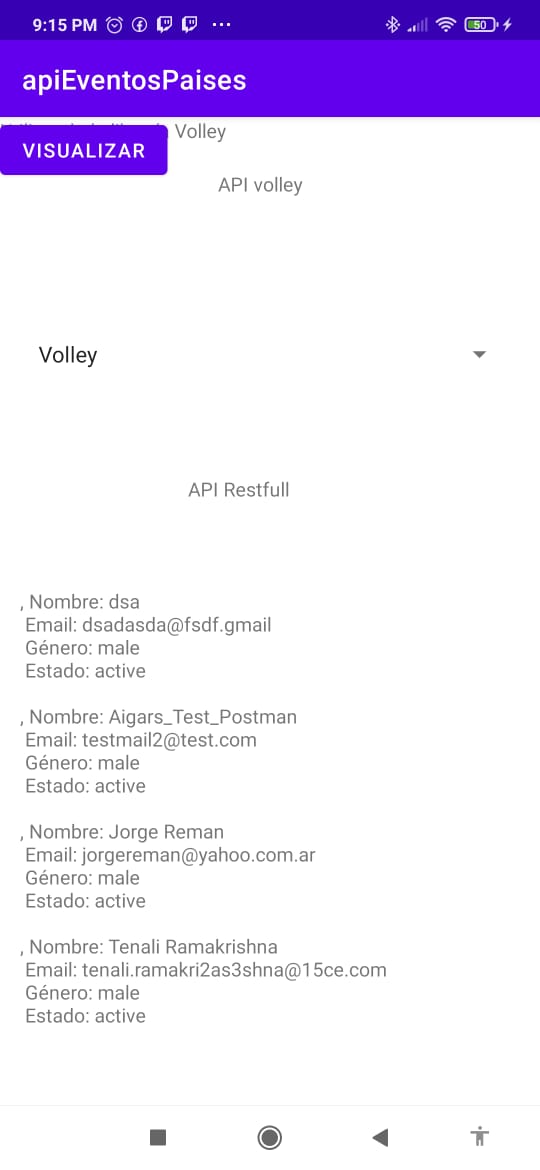 9:15 PM
50
apiEventosPaises
Volley
VISUALIZAR
API volley
Volley
API Restfull
, Nombre: dsa
Email: dsadasda@fsdf.gmail
Género: male
Estado: active
, Nombre: Aigars_Test_Postman
Email: testmail2@test.com
Género: male
Estado: active
, Nombre: Jorge Reman
Email: jorgereman@yahoo.com.ar
Género: male
Estado: active
, Nombre: Tenali Ramakrishna
Email: tenali.ramakri2as3shna@15ce.com
Género: male
Estado: active